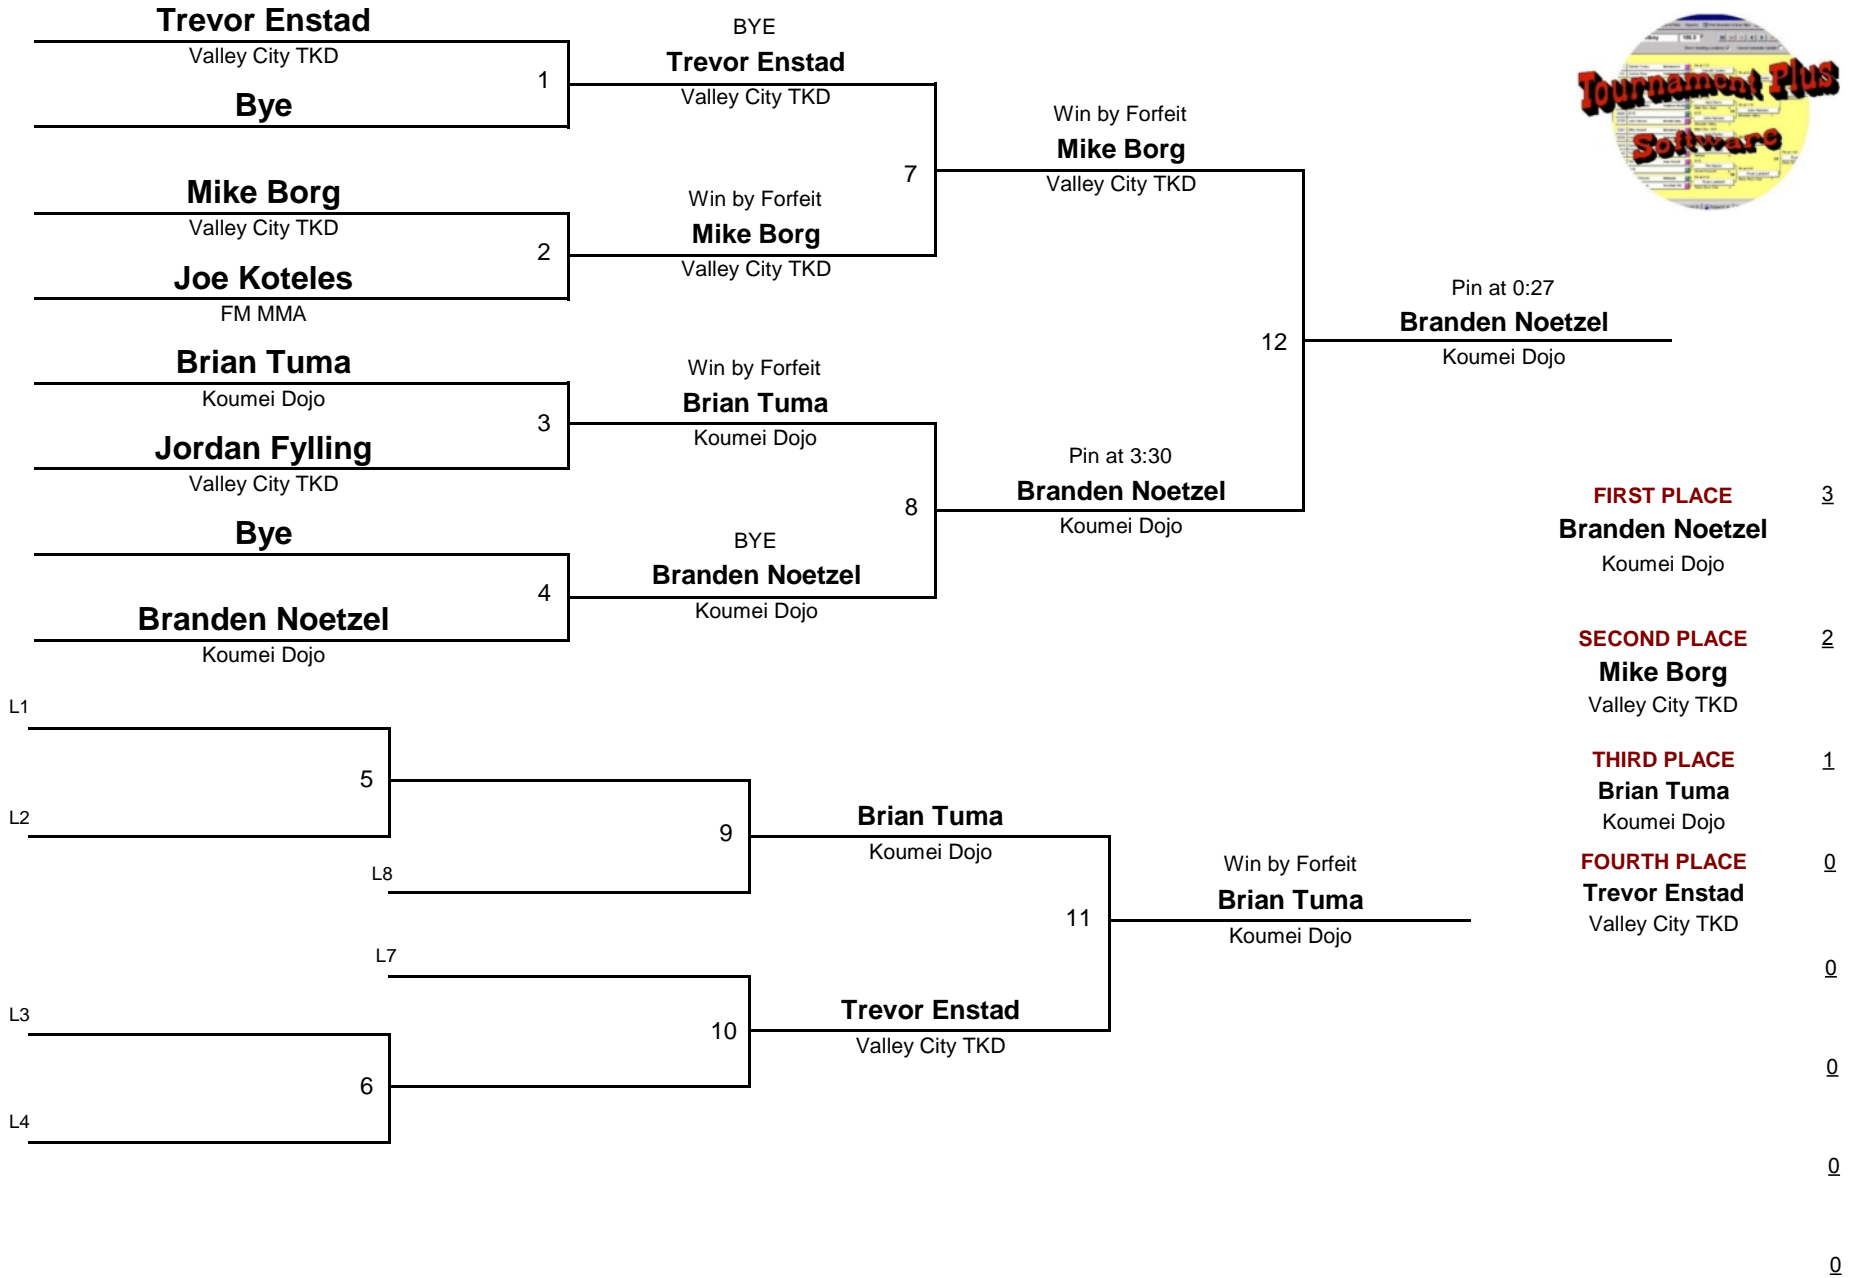 Trevor Enstad
Valley City TKD
1
Bye
BYE
Trevor Enstad
Valley City TKD
Mike Borg
Valley City TKD
2
Joe Koteles
FM MMA
Win by Forfeit
Mike Borg
Valley City TKD
7
Win by Forfeit
Mike Borg
Valley City TKD
Brian Tuma
Koumei Dojo
3
Jordan Fylling
Valley City TKD
Win by Forfeit
Brian Tuma
Koumei Dojo
Bye
4
Branden Noetzel
Koumei Dojo
BYE
Branden Noetzel
Koumei Dojo
8
Pin at 3:30
Branden Noetzel
Koumei Dojo
12
Pin at 0:27
Branden Noetzel
Koumei Dojo
Tournament Plus
Software
FIRST PLACE 3
Branden Noetzel
Koumei Dojo
SECOND PLACE 2
Mike Borg
Valley City TKD
THIRD PLACE 1
Brian Tuma
Koumei Dojo
FOURTH PLACE 0
Trevor Enstad
Valley City TKD
0
0
0
0
L1
5
L2
9
L8
Brian Tuma
Koumei Dojo
L7
L3
10
6
L4
Trevor Enstad
Valley City TKD
11
Win by Forfeit
Brian Tuma
Koumei Dojo